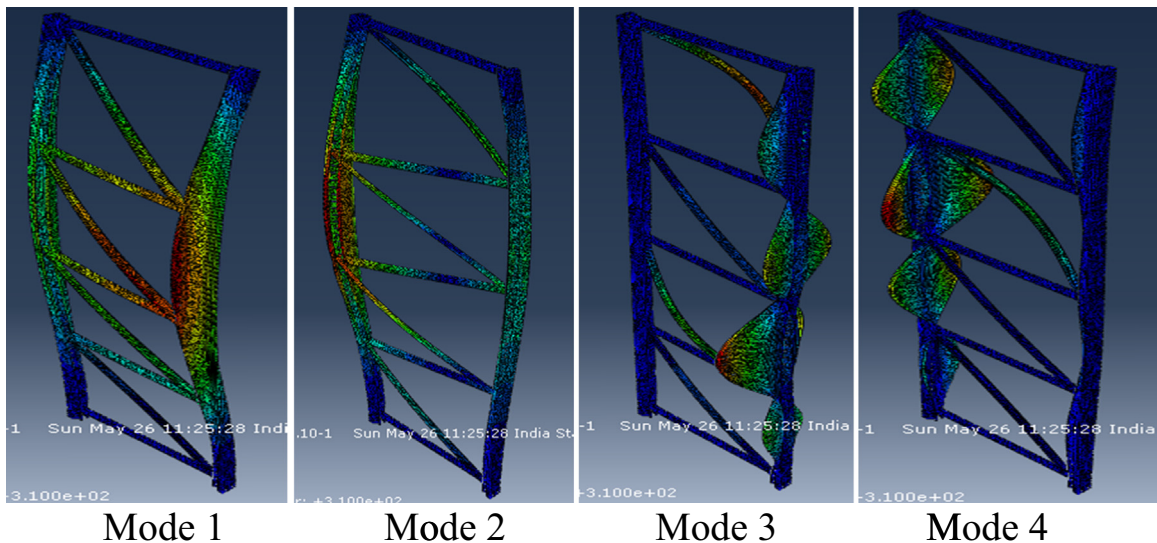 -1 Sun May 26 11:25:28 Indi
+3.100e+02
.10-1 Sun May 26 11:25:28 India St
r: +3.100e+02
-1 Sun May 26 11:25:28 India
+3.100e+02
-1 Sun May 26 11:25:28 India
+3.100e+02
Mode 1 Mode 2 Mode 3 Mode 4